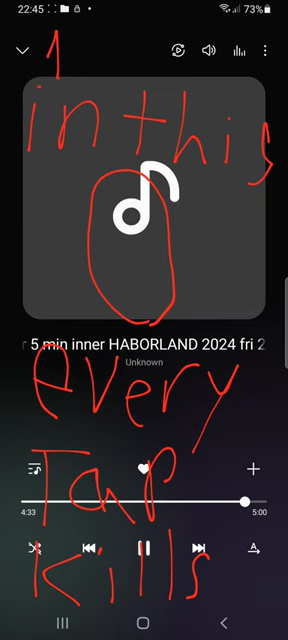 22:45 73%
1
in this
r 5 min inner HABORLAND 2024 fri 2
Unknown
every
Tap
4:33 5:00
kills